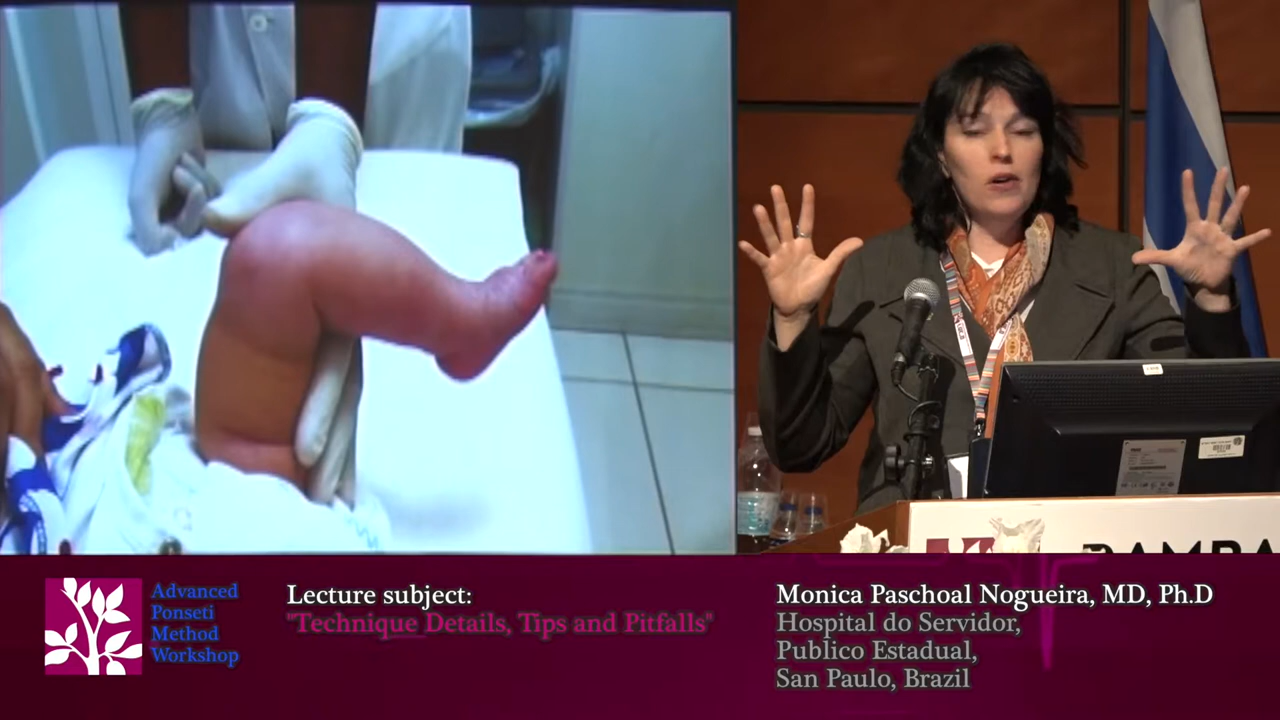 Advanced
Ponseti
Method
Workshop
Lecture subject:
"Technique Details, Tips and Pitfalls"
Monica Paschoal Nogueira, MD, Ph.D
Hospital do Servidor,
Publico Estadual,
San Paulo, Brazil